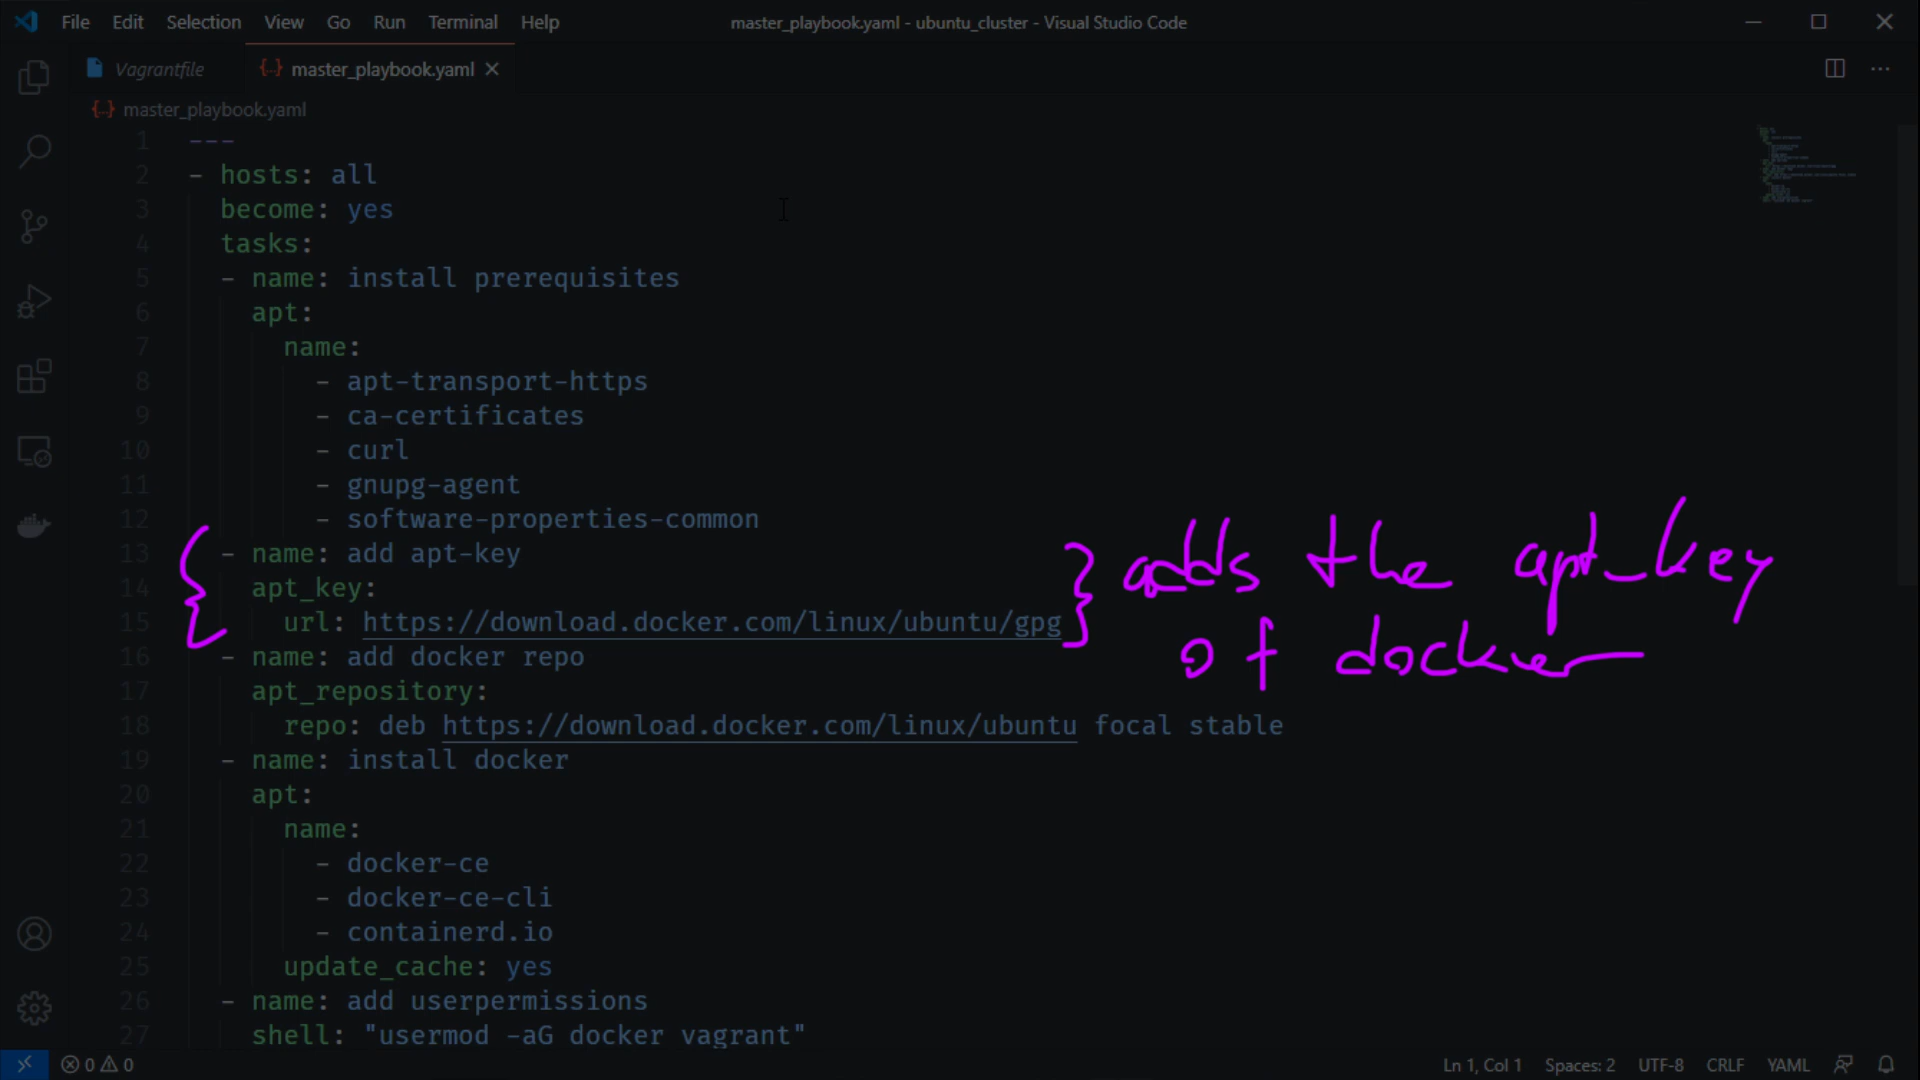 File Edit Selection View Go Run Terminal Help master_playbook.yaml - ubuntu_cluster - Visual Studio Code
Vagrantfile master_playbook.yaml
master_playbook.yaml
1 ---
2 - hosts: all
3 become: yes
4 tasks:
5 - name: install prerequisites
6 apt:
7 name:
8 - apt-transport-https
9 - ca-certificates
10 - curl
11 - gnupg-agent
12 - software-properties-common
13 - name: add apt-key
14 apt_key:
15 url: https://download.docker.com/linux/ubuntu/gpg
adds the apt_key
of docker
16 - name: add docker repo
17 apt_repository:
18 repo: deb https://download.docker.com/linux/ubuntu focal stable
19 - name: install docker
20 apt:
21 name:
22 - docker-ce
23 - docker-ce-cli
24 - containerd.io
25 update_cache: yes
26 - name: add userpermissions
27 shell: "usermod -aG docker vagrant"
0 0 Ln 1, Col 1 Spaces: 2 UTF-8 CRLF YAML